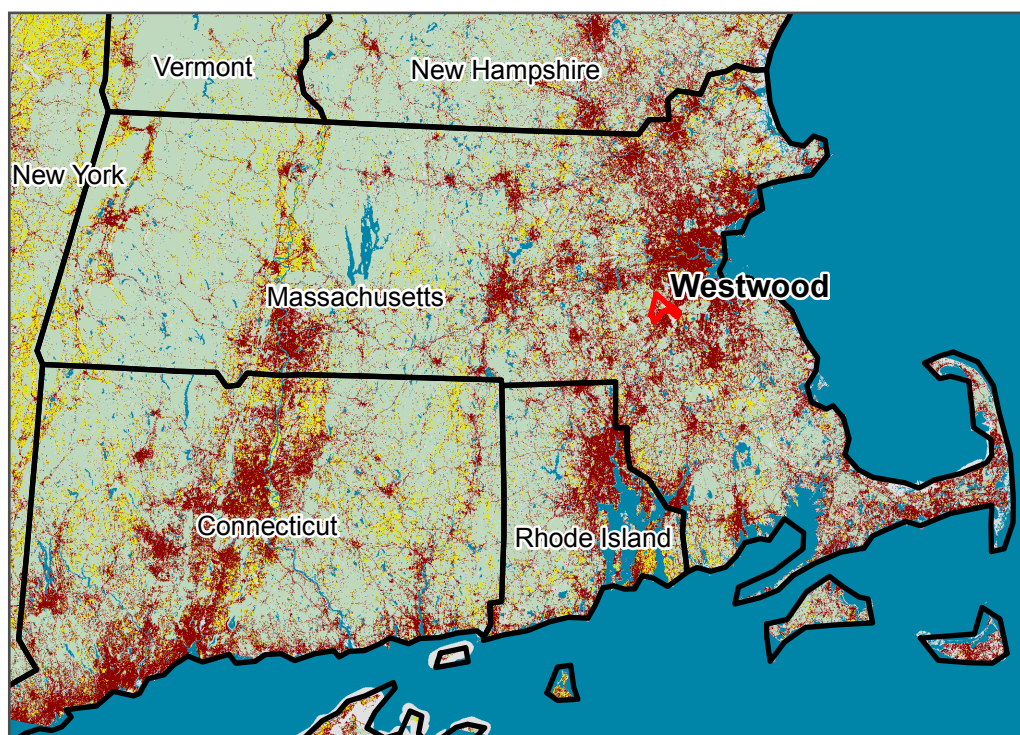 Vermont
New Hampshire
New York
Westwood
Massachusetts
Connecticut
Rhode Island